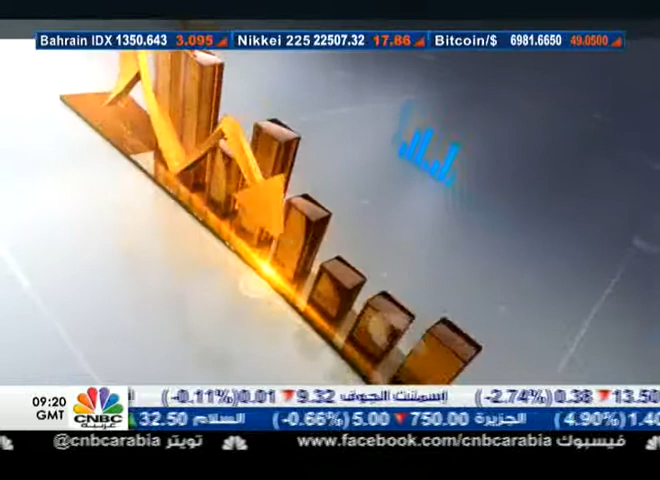 Bahrain IDX 1350.643 3.095 Nikkei 225 22507.32 17.86 Bitcoin/$ 6981.6650 49.0500
09:20 GMT
CNBC عربية
(-0.11%) 0.01 9.32 إسمنت الجوف (-2.74%) 0.38 13.50
32.50 السلام (-0.66%) 5.00 750.00 الجزيرة (4.90%)
@cnbcarabia تويتر www.facebook.com/cnbcarabia فيسبوك